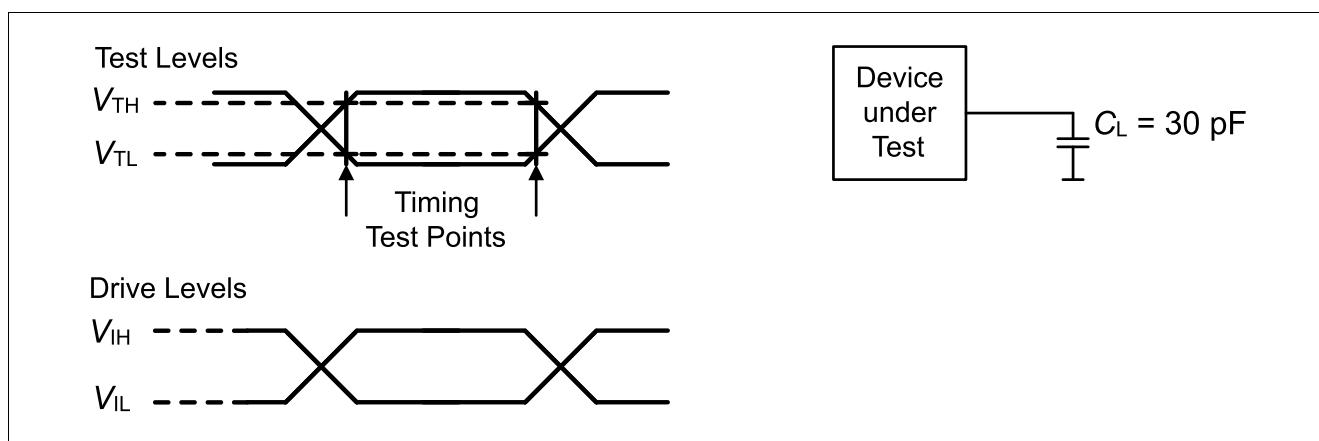 Test Levels
VTH
VTL
Timing
Test Points
Device
under
Test
CL = 30 pF
Drive Levels
VIH
VIL